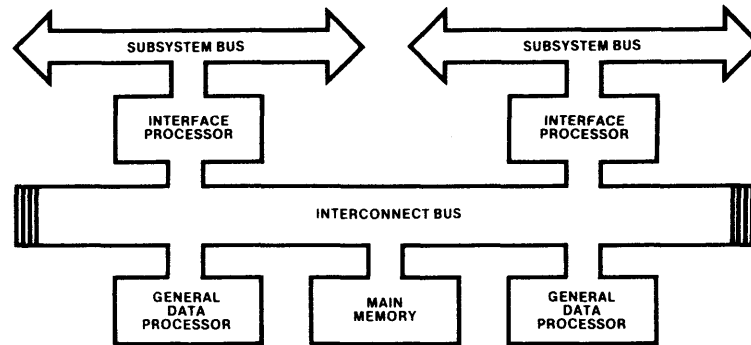 SUBSYSTEM BUS
SUBSYSTEM BUS
INTERFACE
PROCESSOR
INTERFACE
PROCESSOR
INTERCONNECT BUS
GENERAL
DATA
PROCESSOR
MAIN
MEMORY
GENERAL
DATA
PROCESSOR